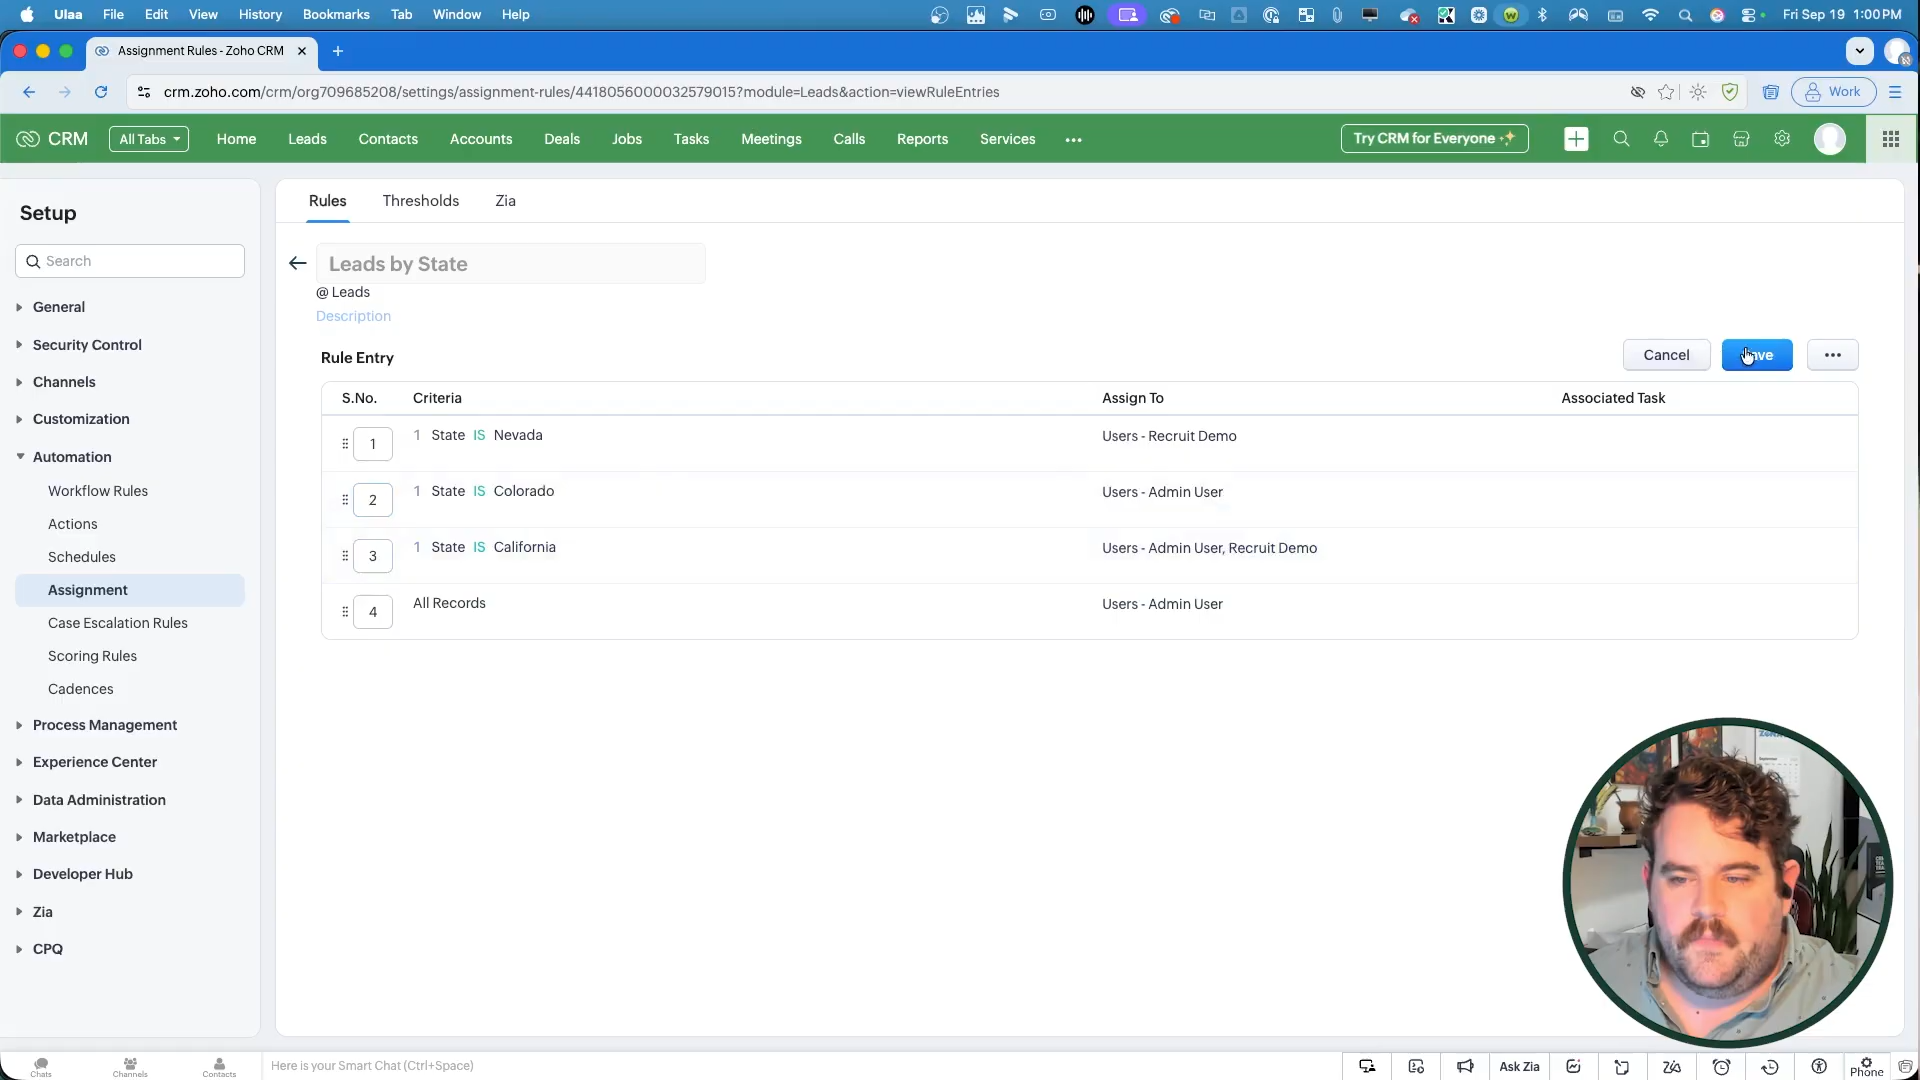 Ulaa File Edit View History Bookmarks Tab Window Help
Fri Sep 19 1:00 PM
Assignment Rules - Zoho CRM
crm.zoho.com/crm/org709685208/settings/assignment-rules/4418056000032579015?module=Leads&action=viewRuleEntries
Work
CRM All Tabs Home Leads Contacts Accounts Deals Jobs Tasks Meetings Calls Reports Services
Try CRM for Everyone
Setup
Search
General
Security Control
Channels
Customization
Automation
Workflow Rules
Actions
Schedules
Assignment
Case Escalation Rules
Scoring Rules
Cadences
Process Management
Experience Center
Data Administration
Marketplace
Developer Hub
Zia
CPQ
Rules Thresholds Zia
Leads by State
@ Leads
Description
Rule Entry
Cancel
S.No. Criteria Assign To Associated Task
1 1 State IS Nevada Users - Recruit Demo
2 1 State IS Colorado Users - Admin User
3 1 State IS California Users - Admin User, Recruit Demo
4 All Records Users - Admin User
Chats Channels Contacts
Here is your Smart Chat (Ctrl+Space)
Ask Zia
Phone